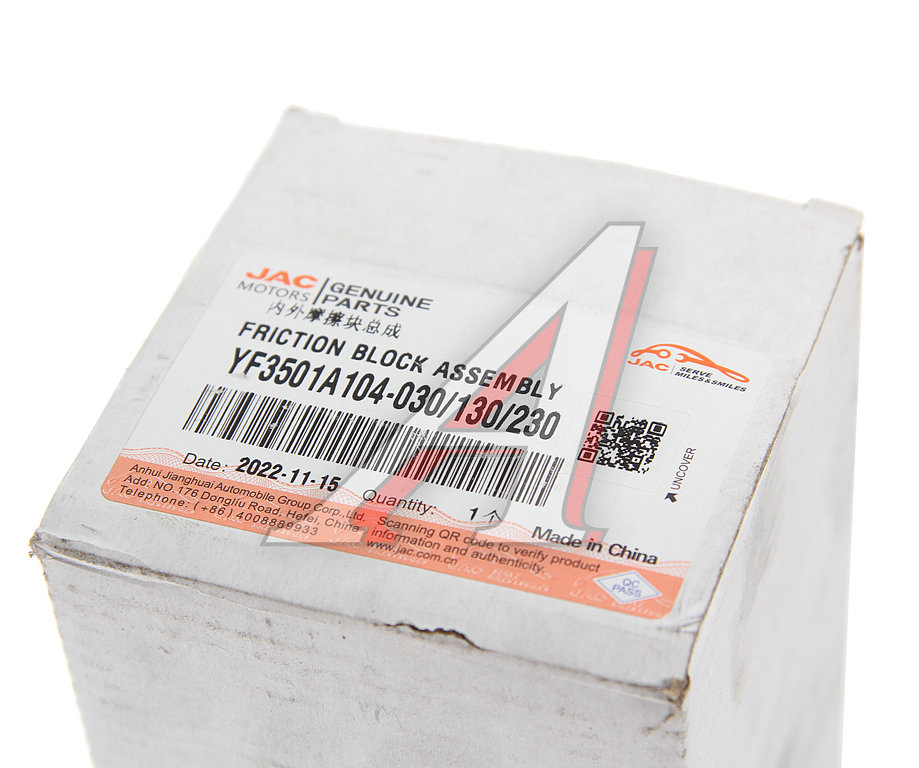 JAC MOTORS | GENUINE PARTS
内外摩擦块总成
FRICTION BLOCK ASSEMBLY
YF3501A104-030/130/230
JAC | SERVE MILES&SMILES
UNCOVER
Date: 2022-11-15 Quantity: 1个
Made in China
Anhui Jianghuai Automobile Group Corp.,Ltd.
Add: NO.176 Dongliu Road, Hefei, China
Telephone: (+86) 4008889933
Scanning QR code to verify product
information and authenticity.
www.jac.com.cn
QC
PASS